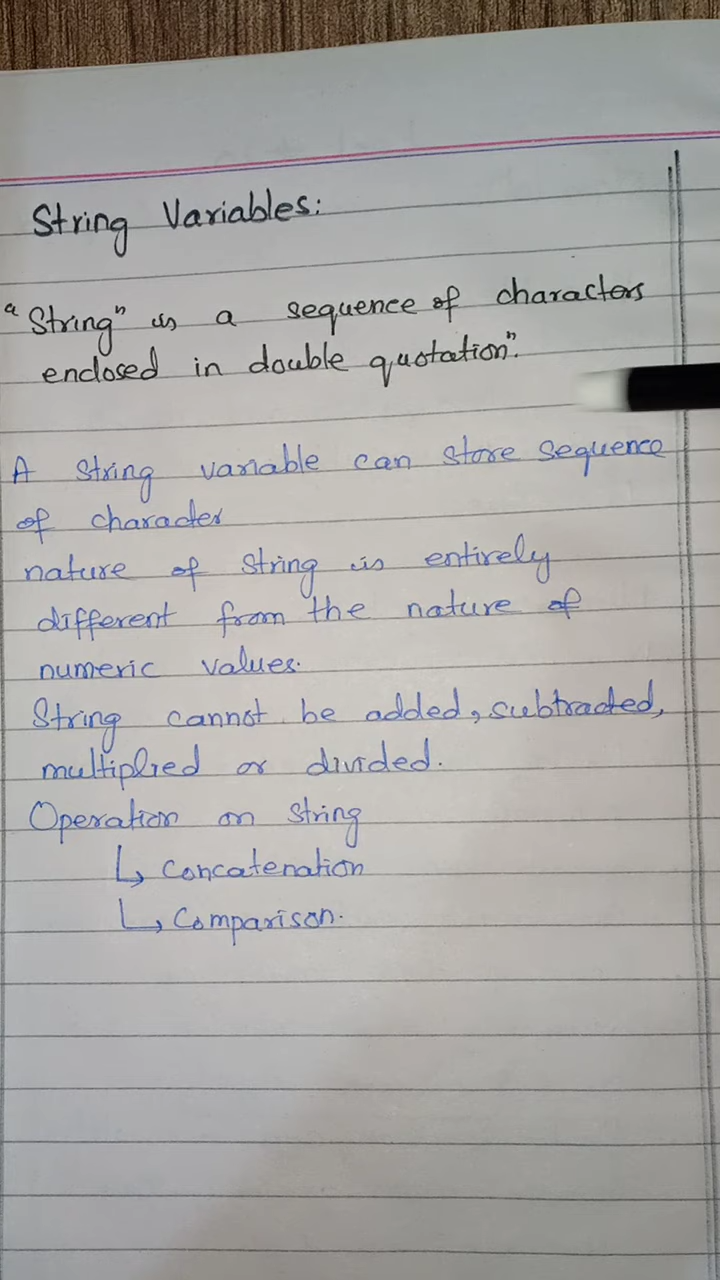 String Variables:
"String" is a sequence of characters
enclosed in double quotation".
A String variable can store sequence
of character
nature of String is entirely
different from the nature of
numeric values.
String cannot be added, subtracted,
multiplied or divided.
Operation on String
↳ Concatenation
↳ Comparison.